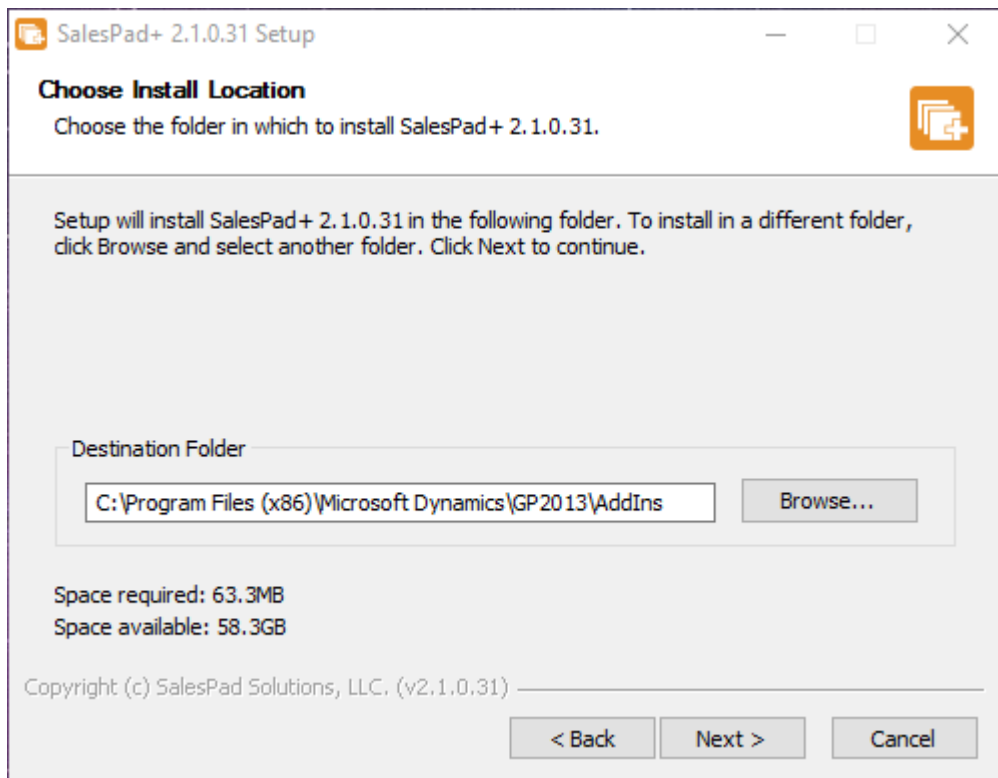 SalesPad+ 2.1.0.31 Setup
Choose Install Location
Choose the folder in which to install SalesPad+ 2.1.0.31.
Setup will install SalesPad+ 2.1.0.31 in the following folder. To install in a different folder,
click Browse and select another folder. Click Next to continue.
Destination Folder
C:\Program Files (x86)\Microsoft Dynamics\GP2013\AddIns
Browse...
Space required: 63.3MB
Space available: 58.3GB
Copyright (c) SalesPad Solutions, LLC. (v2.1.0.31)
< Back
Next >
Cancel